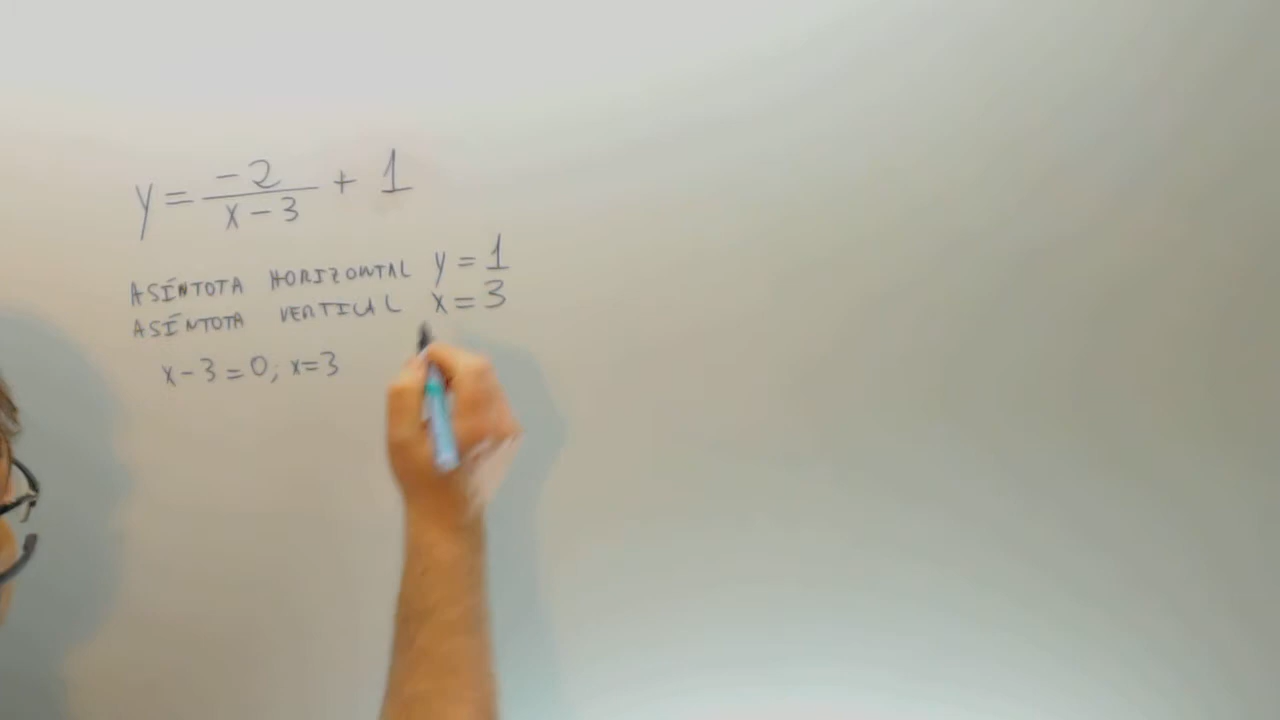 y = -2/(x-3) + 1
ASÍNTOTA HORIZONTAL y = 1
ASÍNTOTA VERTICAL x = 3
x-3=0; x=3